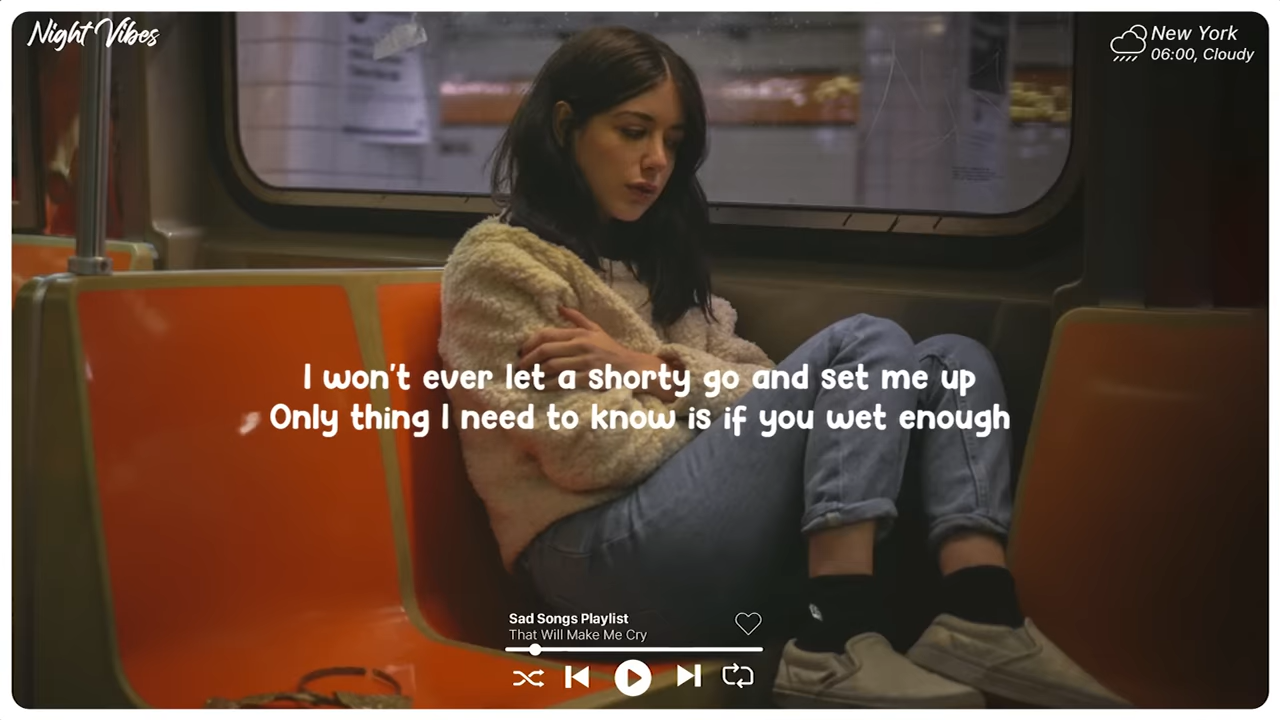 Night Vibes
New York
06:00, Cloudy
I won't ever let a shorty go and set me up
Only thing I need to know is if you wet enough
Sad Songs Playlist
That Will Make Me Cry